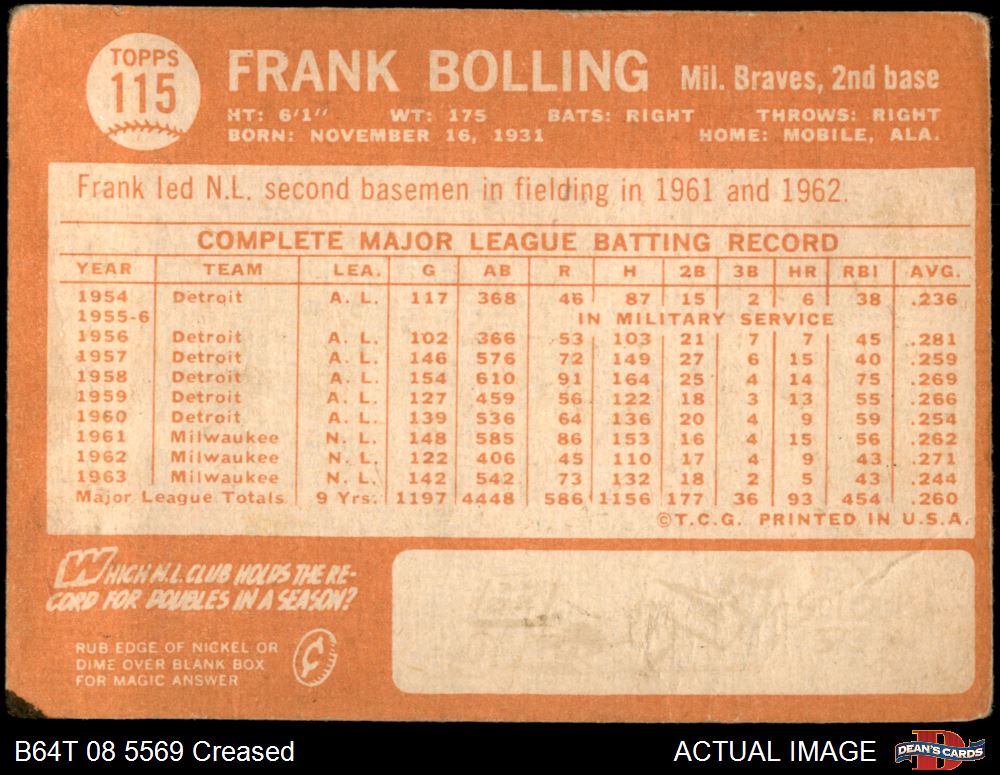 TOPPS
115
FRANK BOLLING Mil. Braves, 2nd base
HT: 6'1" WT: 175 BATS: RIGHT THROWS: RIGHT
BORN: NOVEMBER 16, 1931 HOME: MOBILE, ALA.
Frank led N.L. second basemen in fielding in 1961 and 1962.
COMPLETE MAJOR LEAGUE BATTING RECORD
YEAR TEAM LEA. G AB R H 2B 3B HR RBI AVG.
1954 Detroit A. L. 117 368 46 87 15 2 6 38 .236
1955-6 IN MILITARY SERVICE
1956 Detroit A. L. 102 366 53 103 21 7 7 45 .281
1957 Detroit A. L. 146 576 72 149 27 6 15 40 .259
1958 Detroit A. L. 154 610 91 164 25 4 14 75 .269
1959 Detroit A. L. 127 459 56 122 18 3 13 55 .266
1960 Detroit A. L. 139 536 64 136 20 4 9 59 .254
1961 Milwaukee N. L. 148 585 86 153 16 4 15 56 .262
1962 Milwaukee N. L. 122 406 45 110 17 4 9 43 .271
1963 Milwaukee N. L. 142 542 73 132 18 2 5 43 .244
Major League Totals 9 Yrs. 1197 4448 586 1156 177 36 93 454 .260
©T.C.G. PRINTED IN U.S.A.
WHICH N.L. CLUB HOLDS THE RE-
CORD FOR DOUBLES IN A SEASON?
RUB EDGE OF NICKEL OR
DIME OVER BLANK BOX
FOR MAGIC ANSWER
B64T 08 5569 Creased ACTUAL IMAGE DEAN'S CARDS